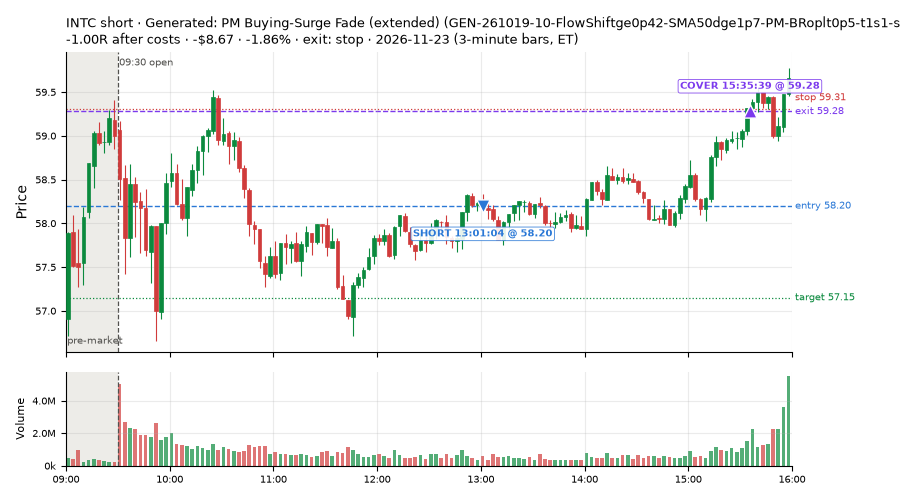 INTC short · Generated: PM Buying-Surge Fade (extended) (GEN-261019-10-FlowShiftge0p42-SMA50dge1p7-PM-BRoplt0p5-t1s1-s
-1.00R after costs · -$8.67 · -1.86% · exit: stop · 2026-11-23 (3-minute bars, ET)
09:30 open
COVER 15:35:39 @ 59.28
59.5
stop 59.31
exit 59.28
59.0
58.5
Price
entry 58.20
58.0
SHORT 13:01:04 @ 58.20
57.5
target 57.15
57.0
pre-market
Volume
4.0M
2.0M
0k
09:00 10:00 11:00 12:00 13:00 14:00 15:00 16:00